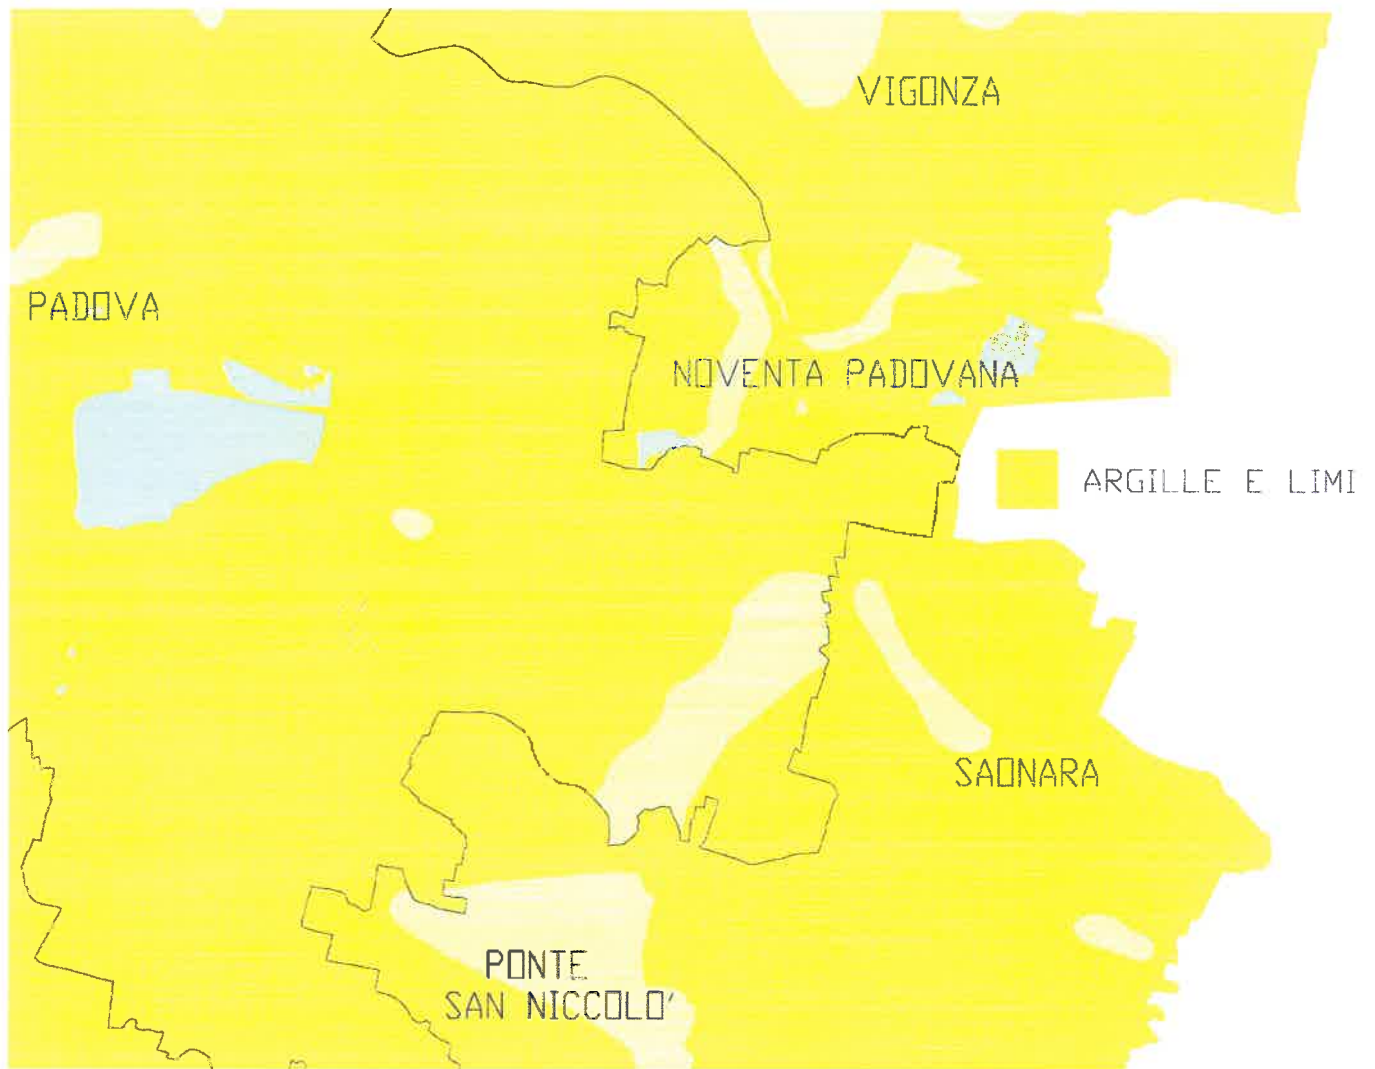 VIGONZA
PADOVA
NOVENTA PADOVANA
ARGILLE E LIMI
SAONARA
PONTE
SAN NICCOLO'